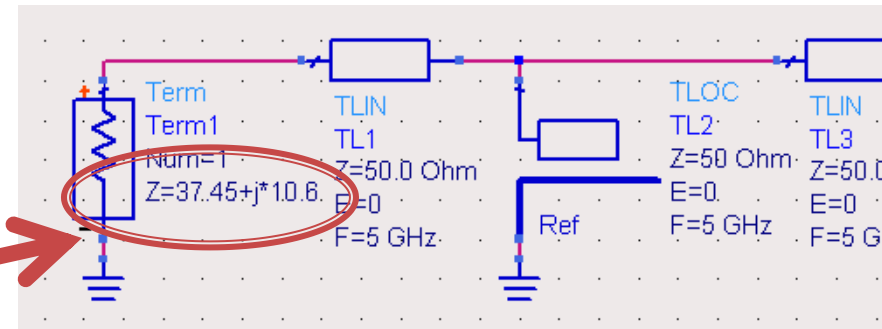 Term
Term1
Num=1
Z=37.45+j*10.6
TLIN
TL1
Z=50.0 Ohm
E=0
F=5 GHz
Ref
TLOC
TL2
Z=50 Ohm
E=0
F=5 GHz
TLIN
TL3
Z=50.0
E=0
F=5 G